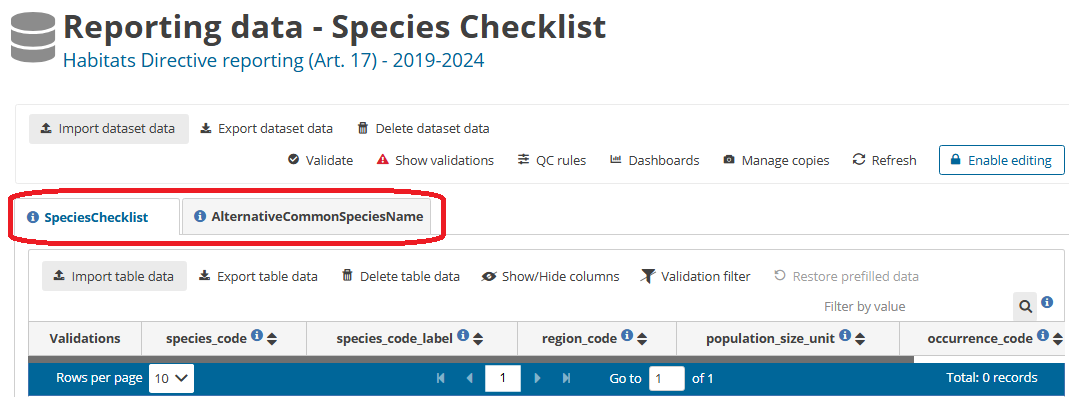 Reporting data - Species Checklist
Habitats Directive reporting (Art. 17) - 2019-2024
Import dataset data Export dataset data Delete dataset data
Validate Show validations QC rules Dashboards Manage copies Refresh Enable editing
SpeciesChecklist AlternativeCommonSpeciesName
Import table data Export table data Delete table data Show/Hide columns Validation filter Restore prefilled data
Filter by value
Validations species_code species_code_label region_code population_size_unit occurrence_code
Rows per page 10 1 Go to 1 of 1 Total: 0 records